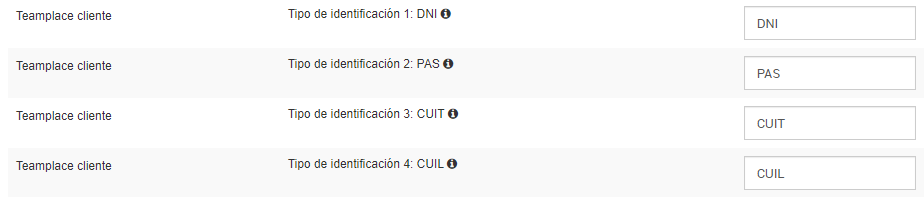 Teamplace cliente Tipo de identificación 1: DNI DNI
Teamplace cliente Tipo de identificación 2: PAS PAS
Teamplace cliente Tipo de identificación 3: CUIT CUIT
Teamplace cliente Tipo de identificación 4: CUIL CUIL